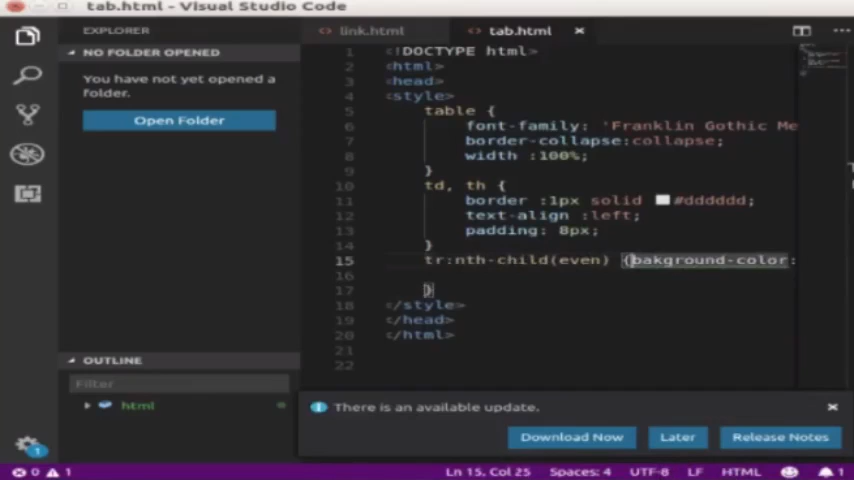 tab.html - Visual Studio Code
EXPLORER
link.html
tab.html
NO FOLDER OPENED
You have not yet opened a
folder.
Open Folder
1 <!DOCTYPE html>
2 <html>
3 <head>
4 <style>
5 table {
6 font-family: 'Franklin Gothic Me
7 border-collapse:collapse;
8 width :100%;
9 }
10 td, th {
11 border :1px solid #dddddd;
12 text-align :left;
13 padding: 8px;
14 }
15 tr:nth-child(even) {bakground-color:
16
17 }
18 </style>
19 </head>
20 </html>
21
22
OUTLINE
Filter
html
There is an available update.
Download Now Later Release Notes
1
0 1 Ln 15, Col 25 Spaces: 4 UTF-8 LF HTML 1